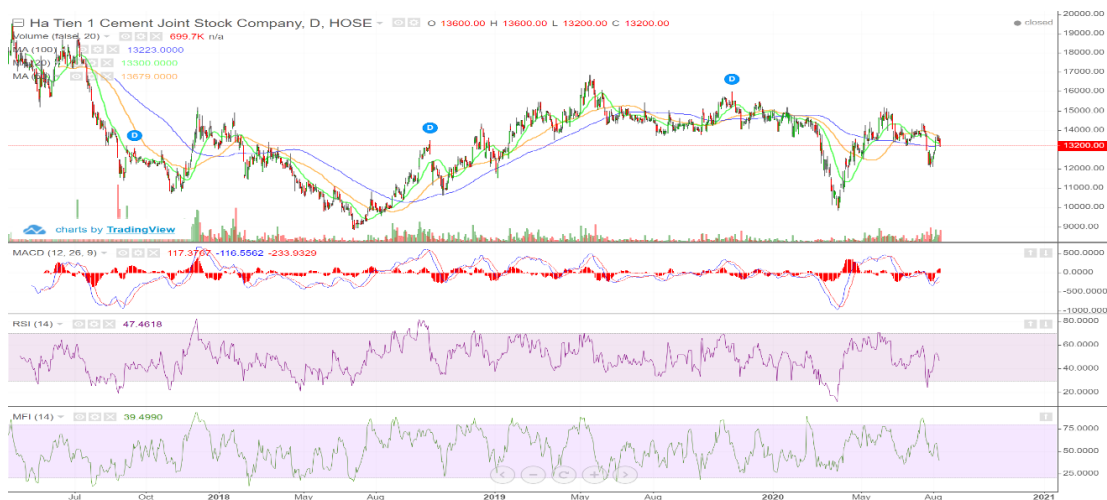 Ha Tien 1 Cement Joint Stock Company, D, HOSE O 13600.00 H 13600.00 L 13200.00 C 13200.00
closed
Volume (false, 20) 699.7K n/a
MA (100) 13223.0000
13300.0000
MA 13679.0000
20000.00
19000.00
18000.00
17000.00
16000.00
15000.00
14000.00
13200.00
12000.00
11000.00
10000.00
9000.00
D
D
D
charts by TradingView
MACD (12, 26, 9) 117.3767 -116.5562 -233.9329
500.0000
0.0000
-500.0000
-1000.0000
RSI (14) 47.4618
80.0000
60.0000
40.0000
20.0000
MFI (14) 39.4990
75.0000
50.0000
25.0000
Jul Oct 2018 May Aug 2019 May Aug 2020 May Aug 2021